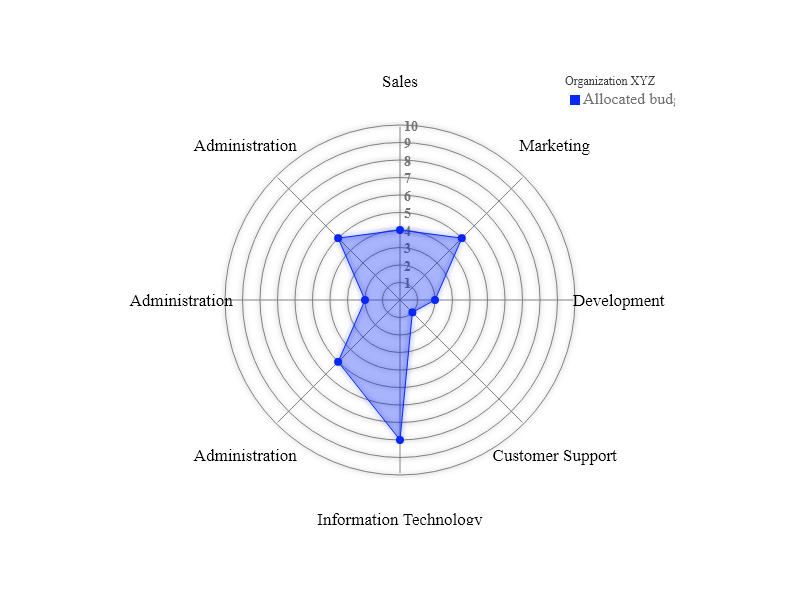 Sales
Organization XYZ
Allocated
Administration
Marketing
10
9
8
7
6
5
4
3
2
1
Administration
Development
Administration
Customer Support
Information Technology